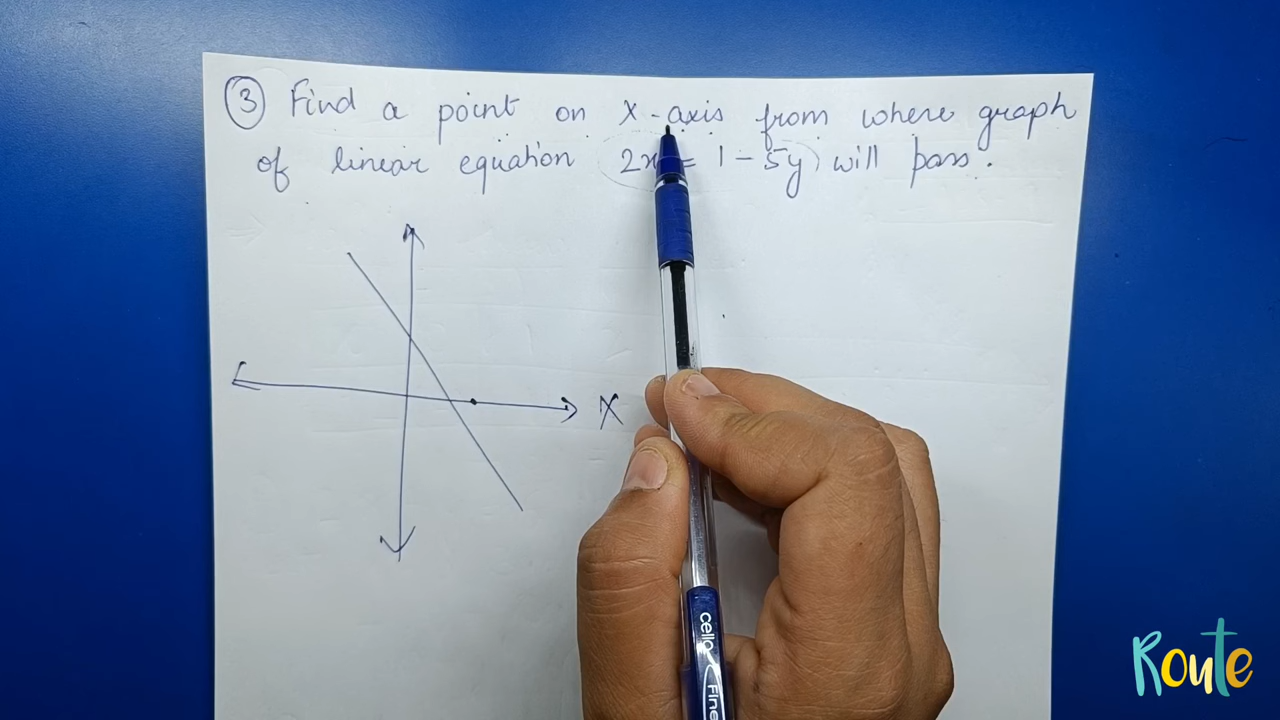 3 Find a point on X-axis from where graph
of linear equation 2x = 1 - 5y will pass.
X
cello
Fine
Route